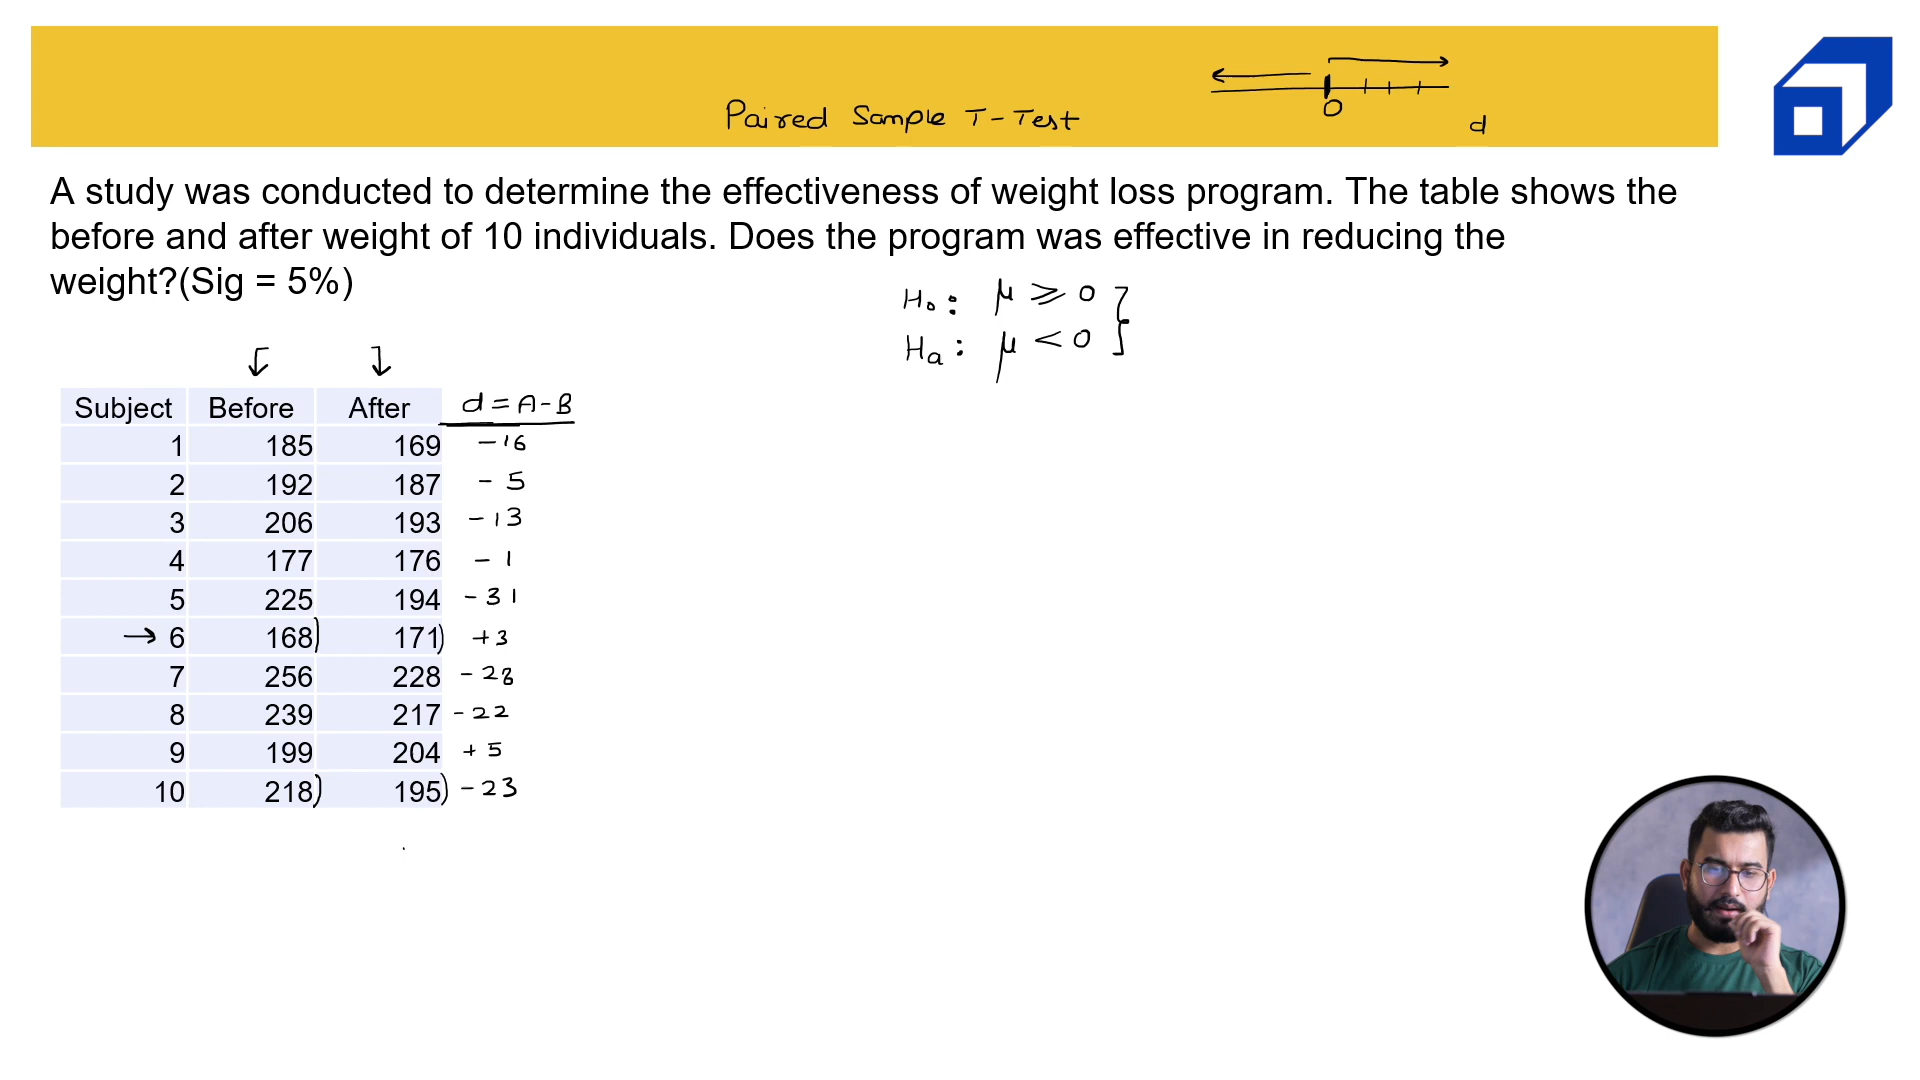 Paired Sample T-Test
0
d
A study was conducted to determine the effectiveness of weight loss program. The table shows the
before and after weight of 10 individuals. Does the program was effective in reducing the
weight?(Sig = 5%)
H₀: μ ≥ 0
Hₐ: μ < 0
Subject Before After d = A-B
1 185 169 -16
2 192 187 -5
3 206 193 -13
4 177 176 -1
5 225 194 -31
→ 6 168) 171) +3
7 256 228 -28
8 239 217 -22
9 199 204 +5
10 218) 195) -23